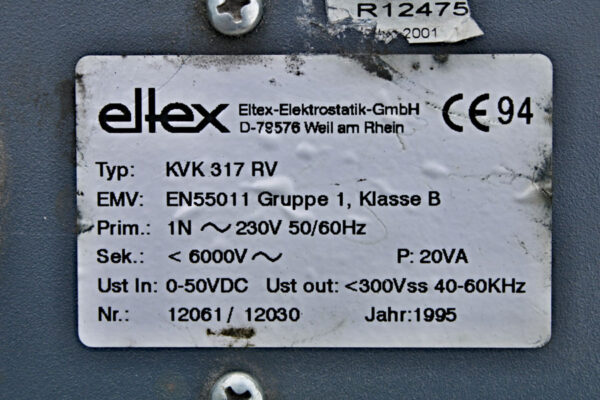 R12475
2001
eltex Eltex-Elektrostatik-GmbH
D-79576 Weil am Rhein
CE 94
Typ: KVK 317 RV
EMV: EN55011 Gruppe 1, Klasse B
Prim.: 1N ~ 230V 50/60Hz
Sek.: < 6000V ~ P: 20VA
Ust In: 0-50VDC Ust out: <300Vss 40-60KHz
Nr.: 12061/ 12030 Jahr:1995